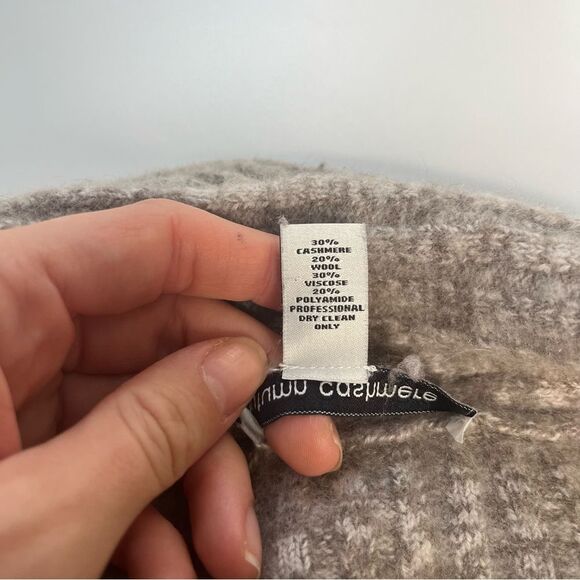 30%
CASHMERE
20%
WOOL
30%
VISCOSE
20%
POLYAMIDE
PROFESSIONAL
DRY CLEAN
ONLY
cashmere